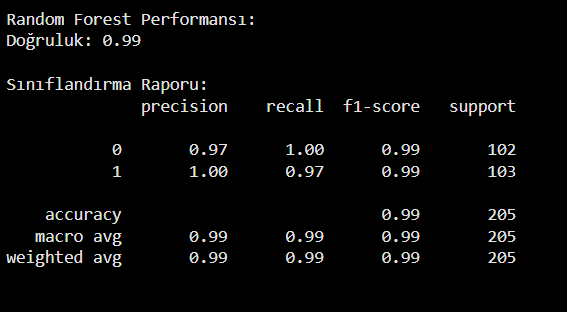 Random Forest Performansı:
Doğruluk: 0.99
Sınıflandırma Raporu:
precision recall f1-score support
0 0.97 1.00 0.99 102
1 1.00 0.97 0.99 103
accuracy 0.99 205
macro avg 0.99 0.99 0.99 205
weighted avg 0.99 0.99 0.99 205